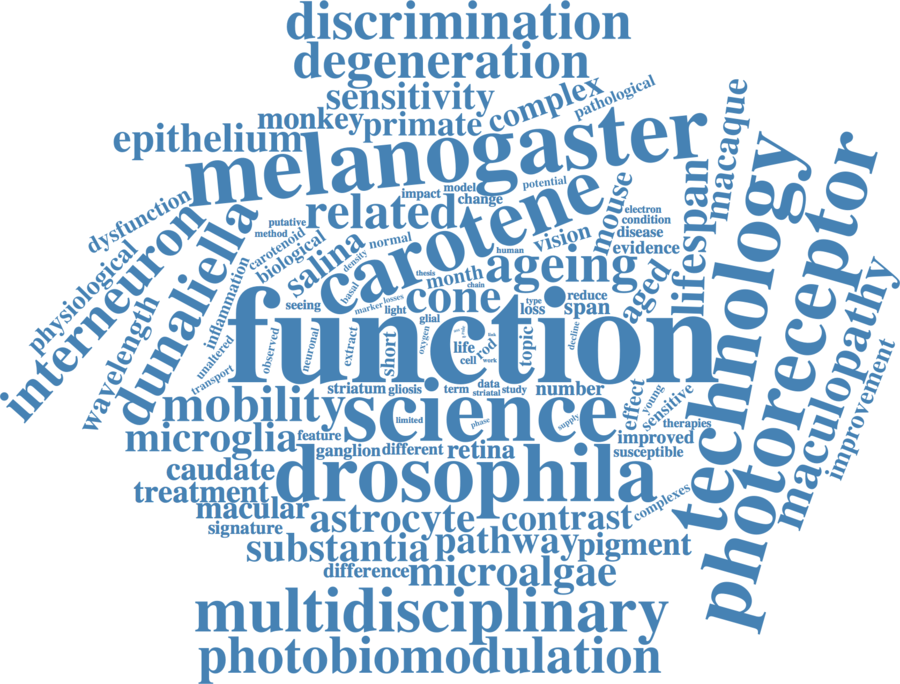 discrimination
degeneration
sensitivity
complex
pathological
monkey
primate
epithelium
melanogaster
macaque
technology
photoreceptor
impact
model
change
potential
carotene
mouse
lifespan
electron
condition
disease
evidence
dysfunction
interneuron
dunaliella
putative
method
carotenoid
biological
related
salina
density
normal
human
vision
physiological
wavelength
inflammation
basal
thesis
month
chain
ageing
aged
seeing
marker
losses
light
cone
glial
type
loss
reduce
span
function
unaltered
transport
observed
neuronal
extract
short
oxygen
life
rod
cell
work
topic
decline
maculopathy
improvement
striatum
gliosis
term
data
striatal
study
number
effect
young
sensitive
therapies
mobility
science
limited
phase
supply
improved
susceptible
microglia
feature
ganglion
different
retina
caudate
drosophila
treatment
macular
signature
astrocyte
contrast
complexes
substantia
pathway
pigment
difference
microalgae
multidisciplinary
photobiomodulation